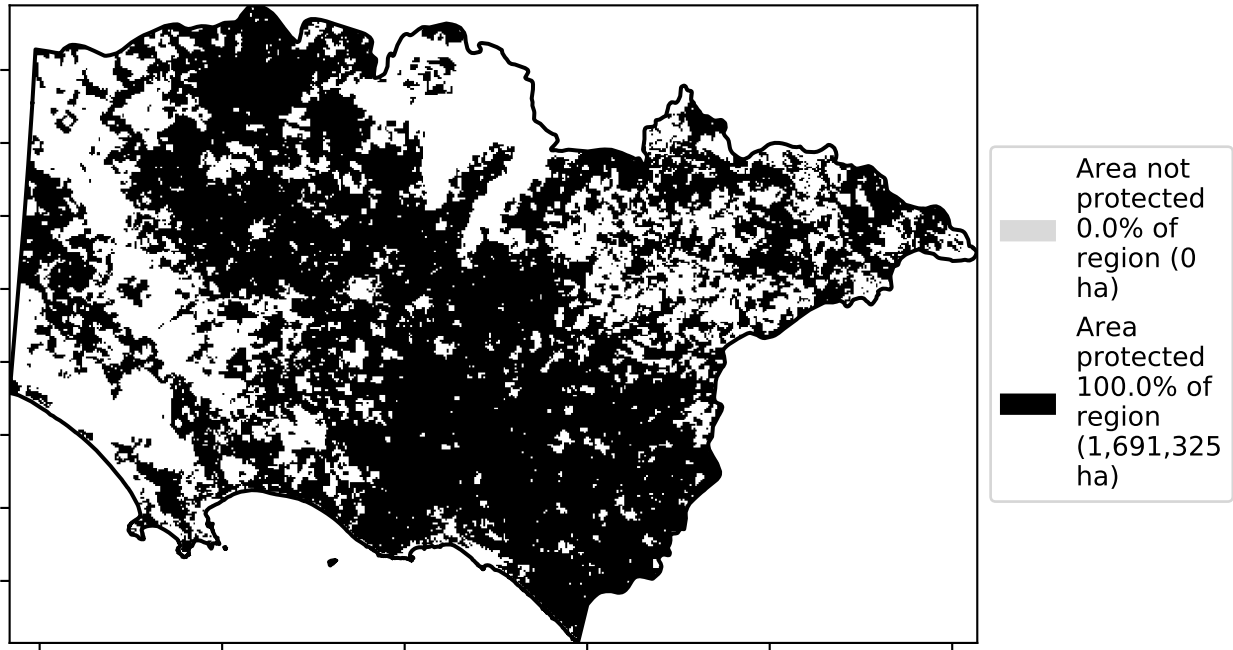 Area not
protected
0.0% of
region (0
ha)
Area
protected
100.0% of
region
(1,691,325
ha)